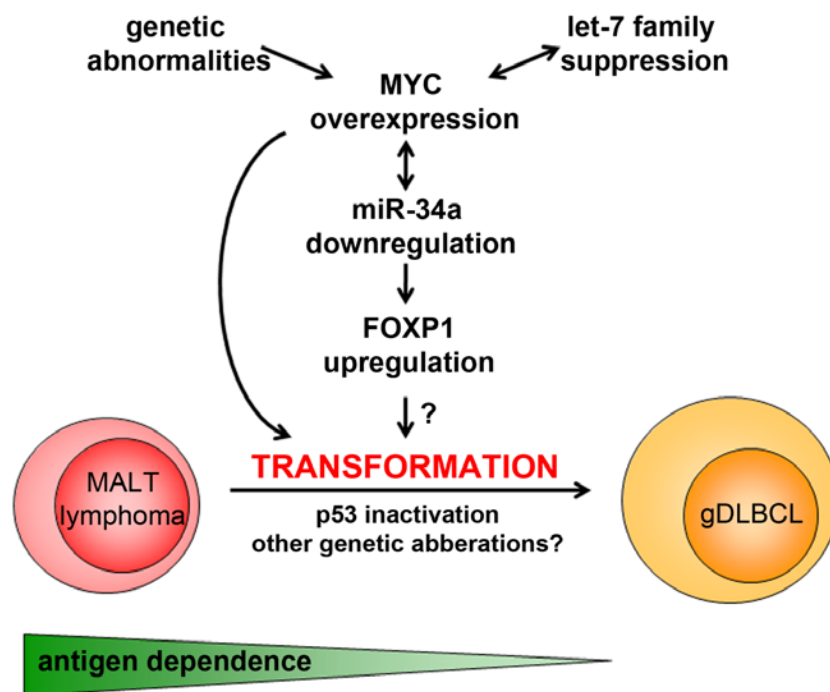 genetic
abnormalities
let-7 family
suppression
MYC
overexpression
miR-34a
downregulation
FOXP1
upregulation
?
TRANSFORMATION
MALT
lymphoma
p53 inactivation
other genetic abberations?
gDLBCL
antigen dependence